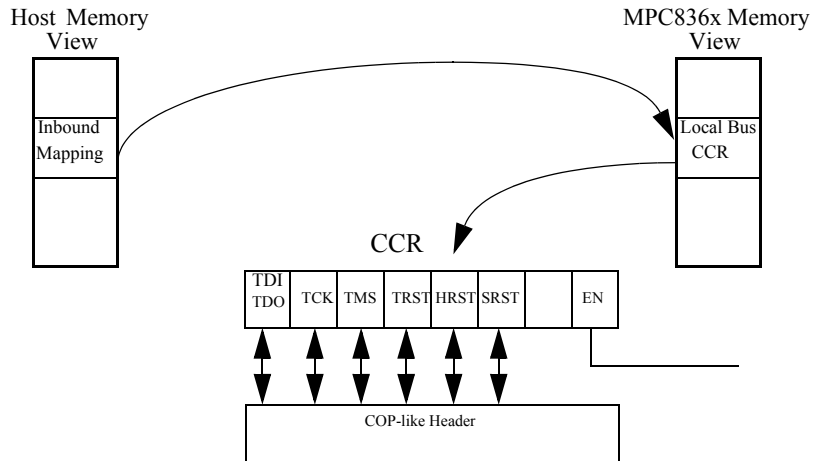 Host Memory
View
MPC836x Memory
View
Inbound
Mapping
Local Bus
CCR
CCR
TDI
TDO
TCK
TMS
TRST
HRST
SRST
EN
COP-like Header